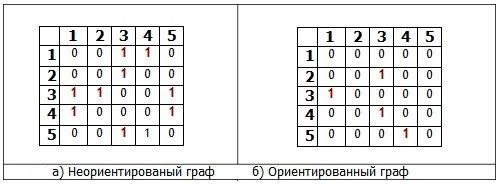 1 2 3 4 5
1 0 0 1 1 0
2 0 0 1 0 0
3 1 1 0 0 1
4 1 0 0 0 1
5 0 0 1 1 0
а) Неориентированый граф
1 2 3 4 5
1 0 0 0 0 0
2 0 0 1 0 0
3 1 0 0 0 0
4 0 0 1 0 0
5 0 0 0 1 0
б) Ориентированный граф